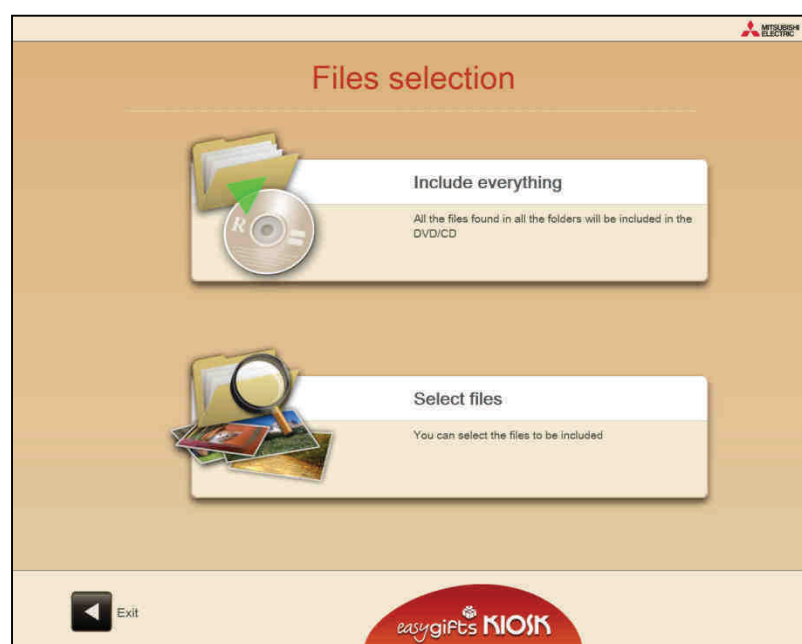 MITSUBISHI
ELECTRIC
Files selection
Include everything
All the files found in all the folders will be included in the
DVD/CD
R
Select files
You can select the files to be included
Exit
easygifts KIOSK